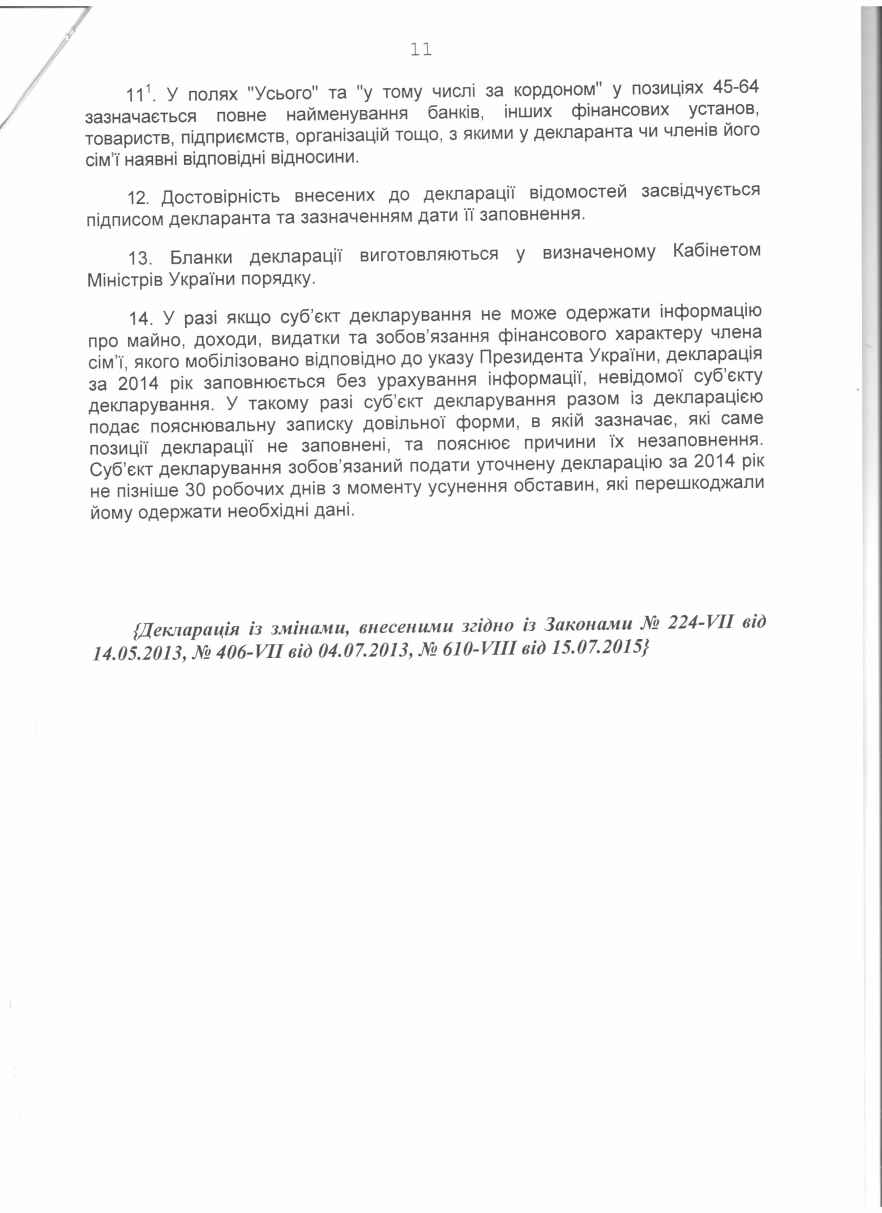 11
11¹. У полях "Усього" та "у тому числі за кордоном" у позиціях 45-64
зазначається повне найменування банків, інших фінансових установ,
товариств, підприємств, організацій тощо, з якими у декларанта чи членів його
сім’ї наявні відповідні відносини.
12. Достовірність внесених до декларації відомостей засвідчується
підписом декларанта та зазначенням дати її заповнення.
13. Бланки декларації виготовляються у визначеному Кабінетом
Міністрів України порядку.
14. У разі якщо суб’єкт декларування не може одержати інформацію
про майно, доходи, видатки та зобов’язання фінансового характеру члена
сім’ї, якого мобілізовано відповідно до указу Президента України, декларація
за 2014 рік заповнюється без урахування інформації, невідомої суб’єкту
декларування. У такому разі суб’єкт декларування разом із декларацією
подає пояснювальну записку довільної форми, в якій зазначає, які саме
позиції декларації не заповнені, та пояснює причини їх незаповнення.
Суб’єкт декларування зобов’язаний подати уточнену декларацію за 2014 рік
не пізніше 30 робочих днів з моменту усунення обставин, які перешкоджали
йому одержати необхідні дані.
{Декларація із змінами, внесеними згідно із Законами № 224-VII від
14.05.2013, № 406-VII від 04.07.2013, № 610-VIII від 15.07.2015}